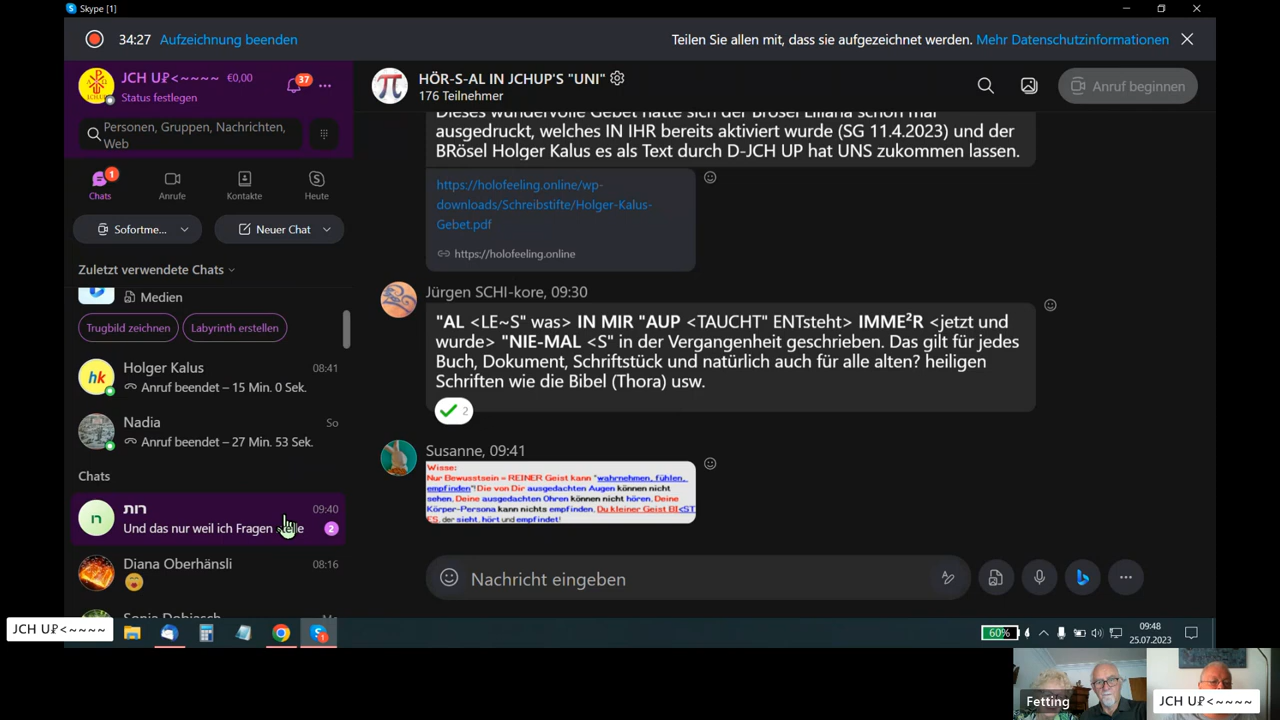 Skype [1]
34:27 Aufzeichnung beenden
Teilen Sie allen mit, dass sie aufgezeichnet werden. Mehr Datenschutzinformationen
JCH U₽<~~~~ €0,00
Status festlegen
37
Personen, Gruppen, Nachrichten,
Web
1
Chats
Anrufe
Kontakte
Heute
Sofortme...
Neuer Chat
Zuletzt verwendete Chats
Medien
Trugbild zeichnen
Labyrinth erstellen
hk
Holger Kalus 08:41
Anruf beendet – 15 Min. 0 Sek.
Nadia So
Anruf beendet – 27 Min. 53 Sek.
Chats
ח
רות 09:40
Und das nur weil ich Fragen stelle 2
Diana Oberhänsli 08:16
Sonja Dobiasch
HÖR-S-AL IN JCHUP'S "UNI"
176 Teilnehmer
Anruf beginnen
Dieses wundervolle Gebet hatte sich der Brösel Liliana schon mal
ausgedruckt, welches IN IHR bereits aktiviert wurde (SG 11.4.2023) und der
BRösel Holger Kalus es als Text durch D-JCH UP hat UNS zukommen lassen.
https://holofeeling.online/wp-
downloads/Schreibstifte/Holger-Kalus-
Gebet.pdf
https://holofeeling.online
Jürgen SCHI-kore, 09:30
"AL <LE~S" was> IN MIR "AUP <TAUCHT" ENTsteht> IMME²R <jetzt und
wurde> "NIE-MAL <S" in der Vergangenheit geschrieben. Das gilt für jedes
Buch, Dokument, Schriftstück und natürlich auch für alle alten? heiligen
Schriften wie die Bibel (Thora) usw.
2
Susanne, 09:41
Wisse:
Nur Bewusstsein = REINER Geist kann "wahrnehmen, fühlen,
empfinden"! Die von Dir ausgedachten Augen können nicht
sehen, Deine ausgedachten Ohren können nicht hören, Deine
Körper-Persona kann nichts empfinden, Du kleiner Geist BI<ST
ES, der sieht, hört und empfindet!
Nachricht eingeben
JCH U₽<~~~~
60%
09:48
25.07.2023
Fetting
JCH U₽<~~~~